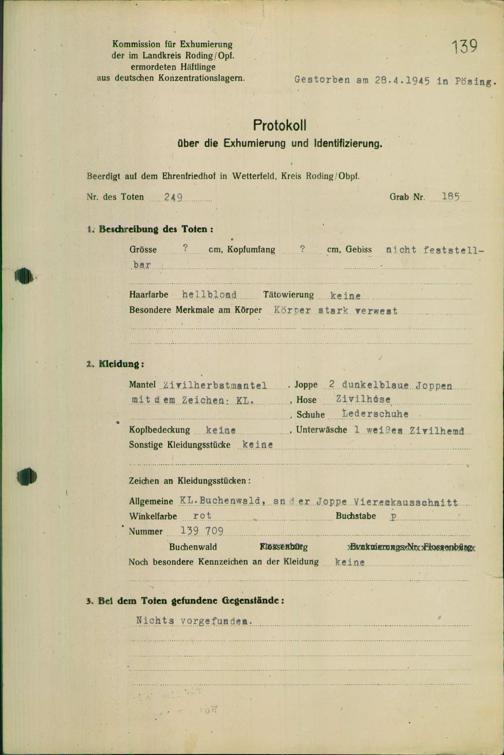 139
Kommission für Exhumierung
der im Landkreis Roding/Opf.
ermordeten Häftlinge
aus deutschen Konzentrationslagern.
Gestorben am 28.4.1945 in Pösing.
Protokoll
über die Exhumierung und Identifizierung.
Beerdigt auf dem Ehrenfriedhof in Wetterfeld, Kreis Roding/Obpf.
Nr. des Toten 249 Grab Nr. 185
1. Beschreibung des Toten:
Grösse ? cm, Kopfumfang ? cm, Gebiss nicht feststell-
bar
Haarfarbe hellblond Tätowierung keine
Besondere Merkmale am Körper Körper stark verwest
2. Kleidung:
Mantel Zivilherbstmantel , Joppe 2 dunkelblaue Joppen
mit dem Zeichen: KL. , Hose Zivilhose
, Schuhe Lederschuhe
Kopfbedeckung keine , Unterwäsche 1 weißes Zivilhemd
Sonstige Kleidungsstücke keine
Zeichen an Kleidungsstücken:
Allgemeine KL.Buchenwald, an der Joppe Viereckausschnitt
Winkelfarbe rot Buchstabe P
Nummer 139 709
Buchenwald Flossenbürg Evakuierungs-Nr. Flossenbürg
Noch besondere Kennzeichen an der Kleidung keine
3. Bei dem Toten gefundene Gegenstände:
Nichts vorgefunden.